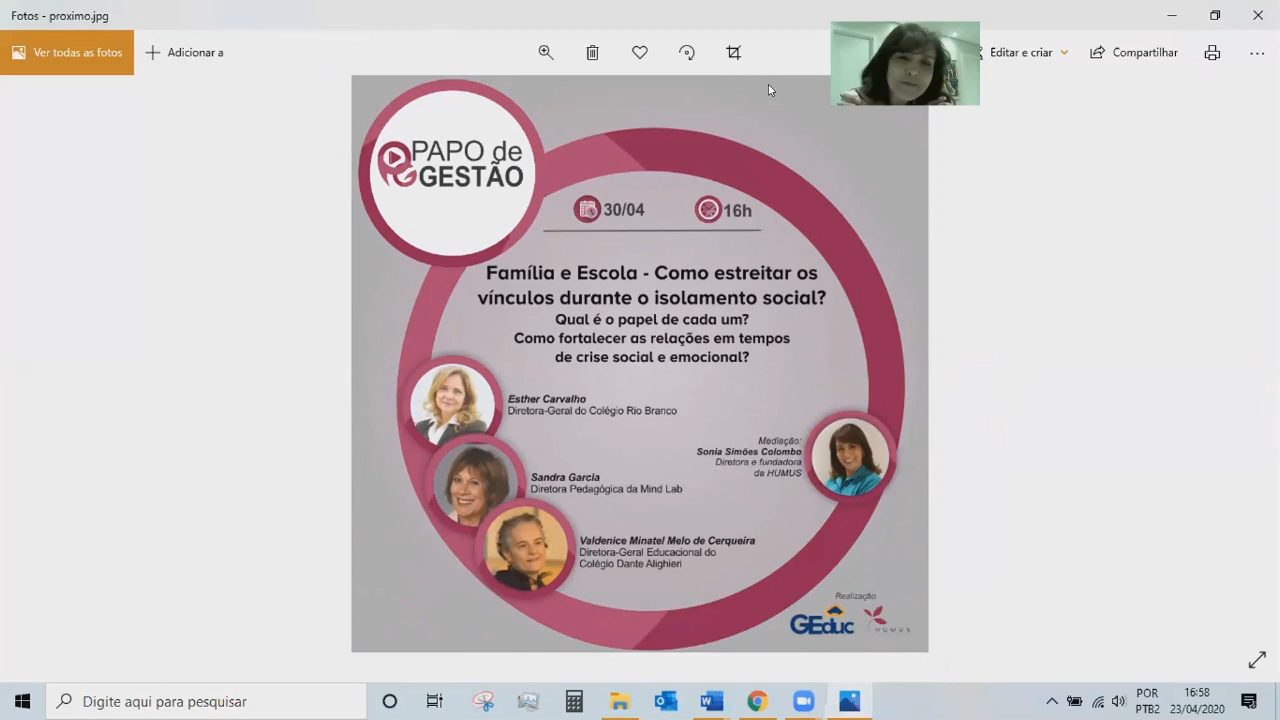 Fotos - proximo.jpg
Ver todas as fotos
Adicionar a
Editar e criar
Compartilhar
PAPO de
GESTÃO
30/04
16h
Família e Escola - Como estreitar os
vínculos durante o isolamento social?
Qual é o papel de cada um?
Como fortalecer as relações em tempos
de crise social e emocional?
Esther Carvalho
Diretora-Geral do Colégio Rio Branco
Sandra Garcia
Diretora Pedagógica da Mind Lab
Valdenice Minatel Melo de Cerqueira
Diretora-Geral Educacional do
Colégio Dante Alighieri
Mediação:
Sonia Simões Colombo
Diretora e fundadora
da HUMUS
Realização
GEduc
HUMUS
Digite aqui para pesquisar
POR
PTB2
16:58
23/04/2020